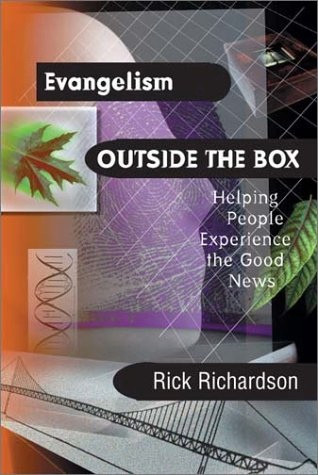 Evangelism
OUTSIDE THE BOX
Helping
People
Experience
the Good
News
Rick Richardson